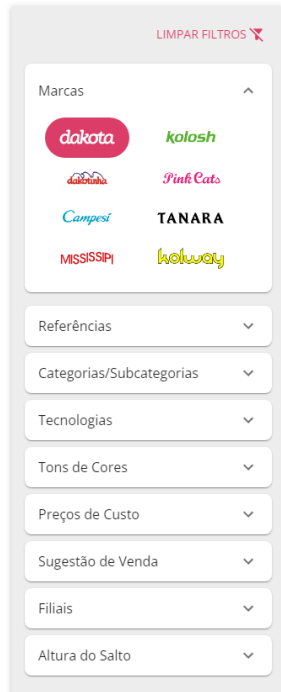 LIMPAR FILTROS
Marcas
dakota kolosh
dakotinha Pink Cats
Campesí TANARA
MISSISSIPI kolway
Referências
Categorias/Subcategorias
Tecnologias
Tons de Cores
Preços de Custo
Sugestão de Venda
Filiais
Altura do Salto